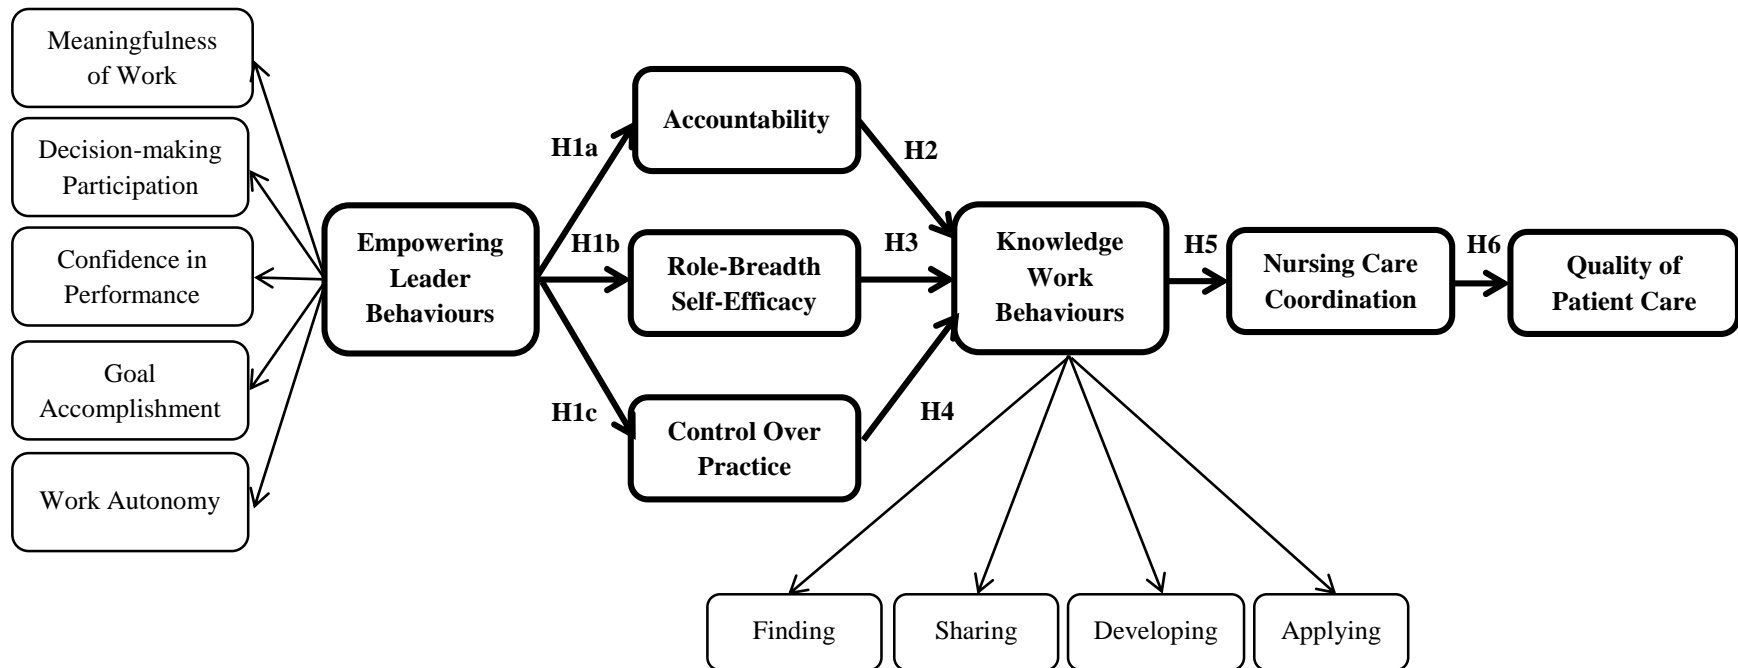 Meaningfulness
of Work
Decision-making
Participation
Confidence in
Performance
Goal
Accomplishment
Work Autonomy
Empowering
Leader
Behaviours
H1a
H1b
H1c
Accountability
Role-Breadth
Self-Efficacy
Control Over
Practice
H2
H3
H4
Knowledge
Work
Behaviours
H5
Nursing Care
Coordination
H6
Quality of
Patient Care
Finding
Sharing
Developing
Applying